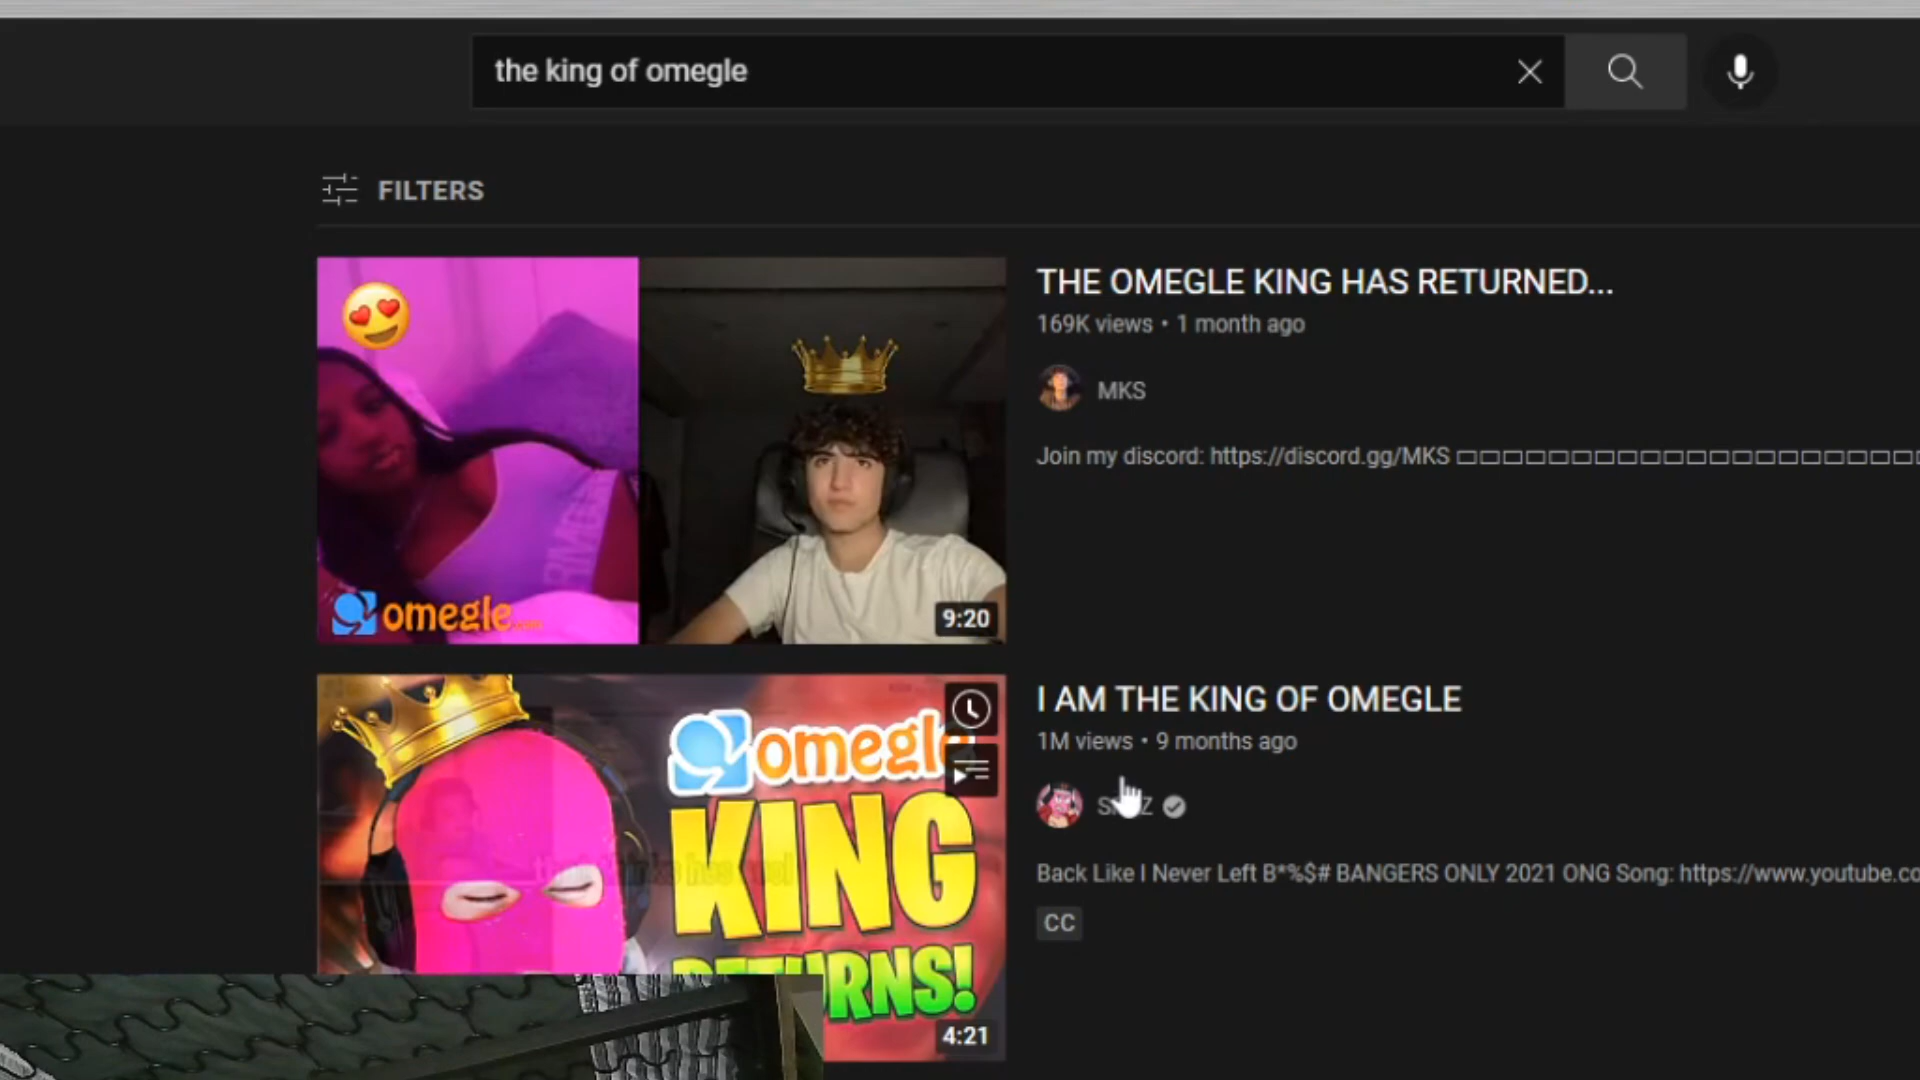 the king of omegle
FILTERS
THE OMEGLE KING HAS RETURNED...
169K views • 1 month ago
MKS
Join my discord: https://discord.gg/MKS
omegle.com
9:20
I AM THE KING OF OMEGLE
1M views • 9 months ago
Back Like I Never Left B*%$# BANGERS ONLY 2021 ONG Song: https://www.youtube.co
CC
omegle
KING
RETURNS!
4:21